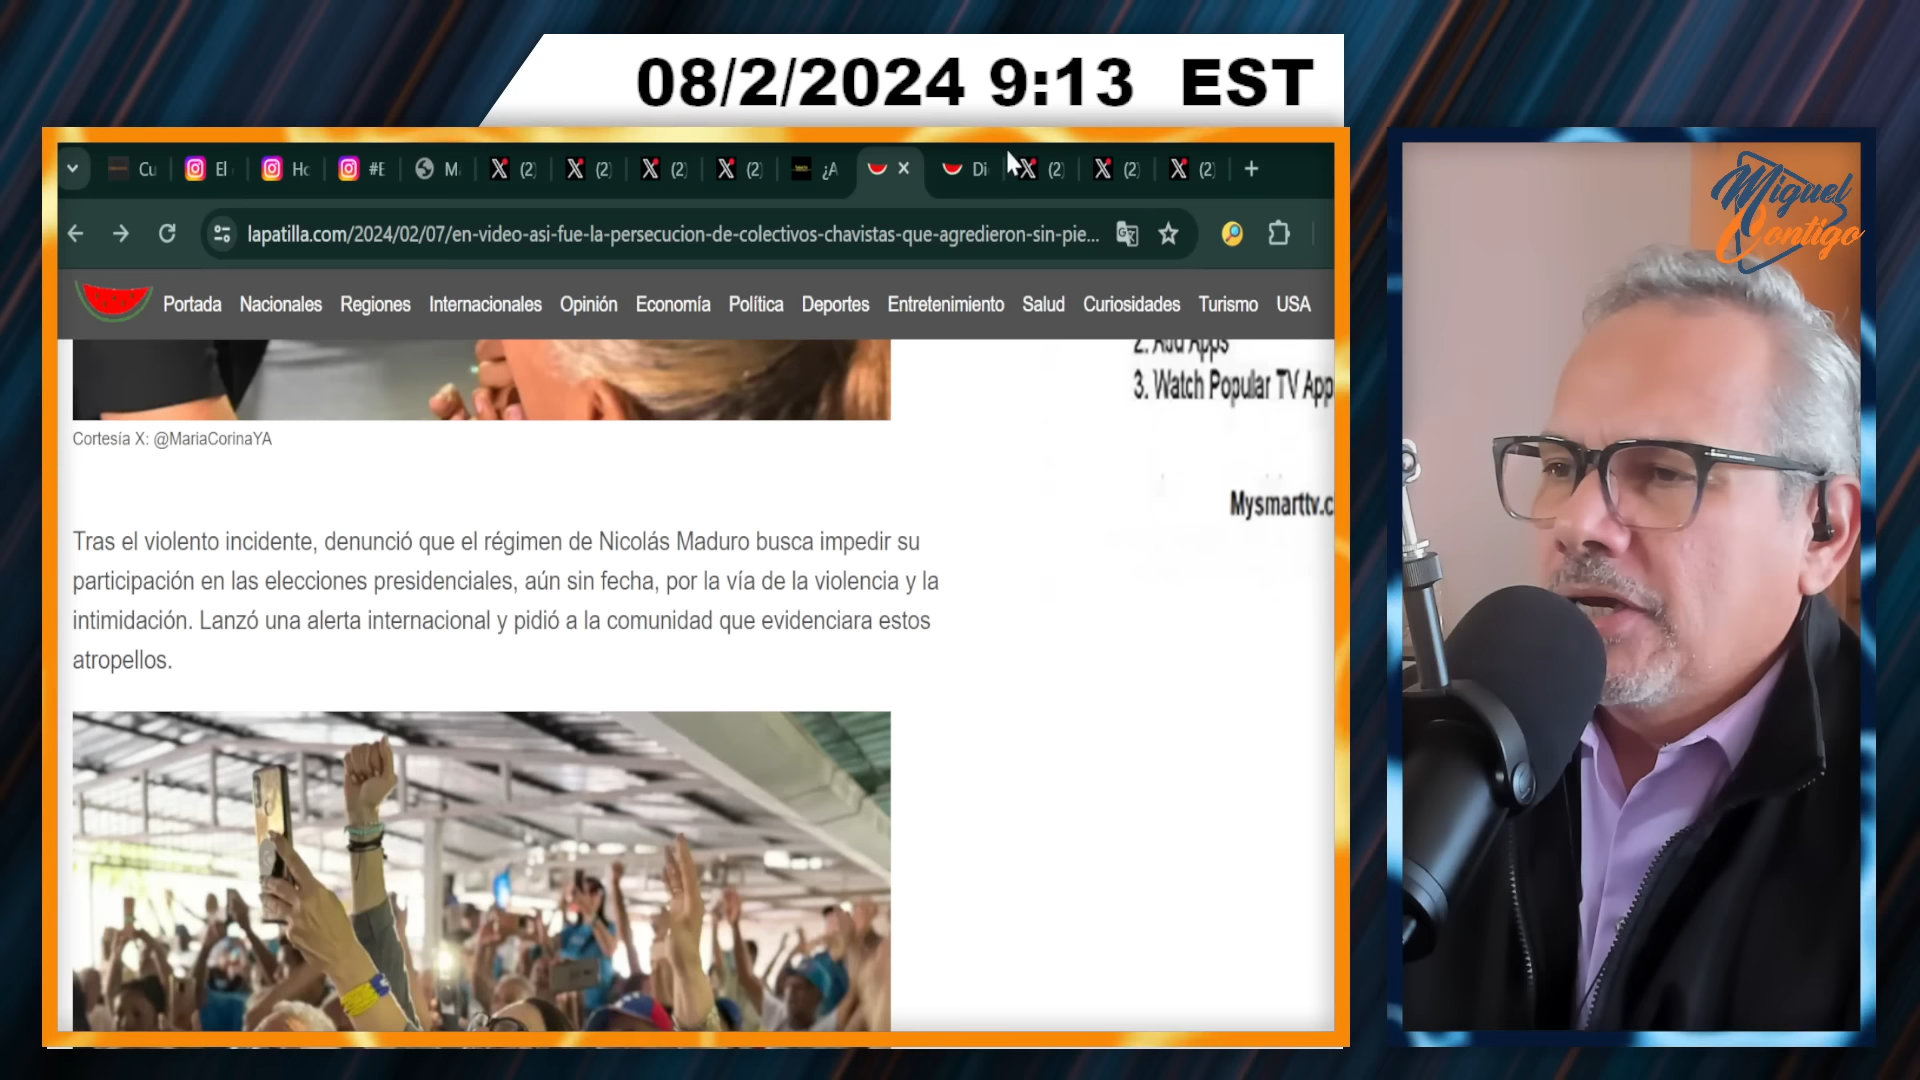 08/2/2024 9:13 EST
Cu
El
Hc
#E
M
(2)
(2)
(2)
(2)
¿A
Di
(2)
(2)
(2)
lapatilla.com/2024/02/07/en-video-asi-fue-la-persecucion-de-colectivos-chavistas-que-agredieron-sin-pie...
Miguel
Contigo
Portada Nacionales Regiones Internacionales Opinión Economía Política Deportes Entretenimiento Salud Curiosidades Turismo USA
2. Add Apps
3. Watch Popular TV App
Cortesía X: @MariaCorinaYA
Mysmarttv.c
Tras el violento incidente, denunció que el régimen de Nicolás Maduro busca impedir su
participación en las elecciones presidenciales, aún sin fecha, por la vía de la violencia y la
intimidación. Lanzó una alerta internacional y pidió a la comunidad que evidenciara estos
atropellos.